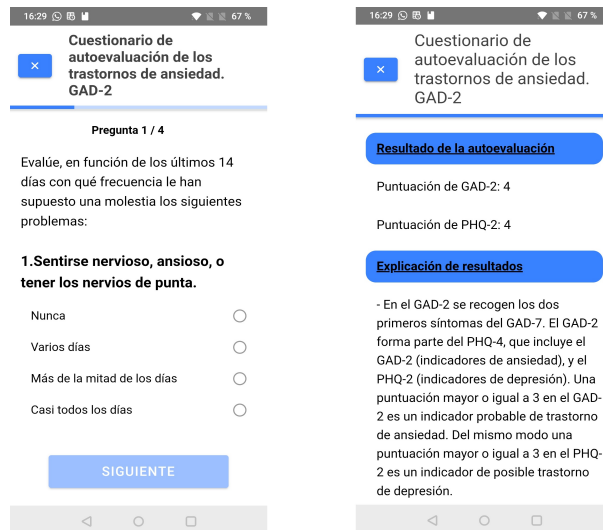 16:29
67 %
Cuestionario de
autoevaluación de los
trastornos de ansiedad.
GAD-2
Pregunta 1 / 4
Evalúe, en función de los últimos 14
días con qué frecuencia le han
supuesto una molestia los siguientes
problemas:
1.Sentirse nervioso, ansioso, o
tener los nervios de punta.
Nunca
Varios días
Más de la mitad de los días
Casi todos los días
SIGUIENTE
16:29
67 %
Cuestionario de
autoevaluación de los
trastornos de ansiedad.
GAD-2
Resultado de la autoevaluación
Puntuación de GAD-2: 4
Puntuación de PHQ-2: 4
Explicación de resultados
- En el GAD-2 se recogen los dos
primeros síntomas del GAD-7. El GAD-2
forma parte del PHQ-4, que incluye el
GAD-2 (indicadores de ansiedad), y el
PHQ-2 (indicadores de depresión). Una
puntuación mayor o igual a 3 en el GAD-
2 es un indicador probable de trastorno
de ansiedad. Del mismo modo una
puntuación mayor o igual a 3 en el PHQ-
2 es un indicador de posible trastorno
de depresión.